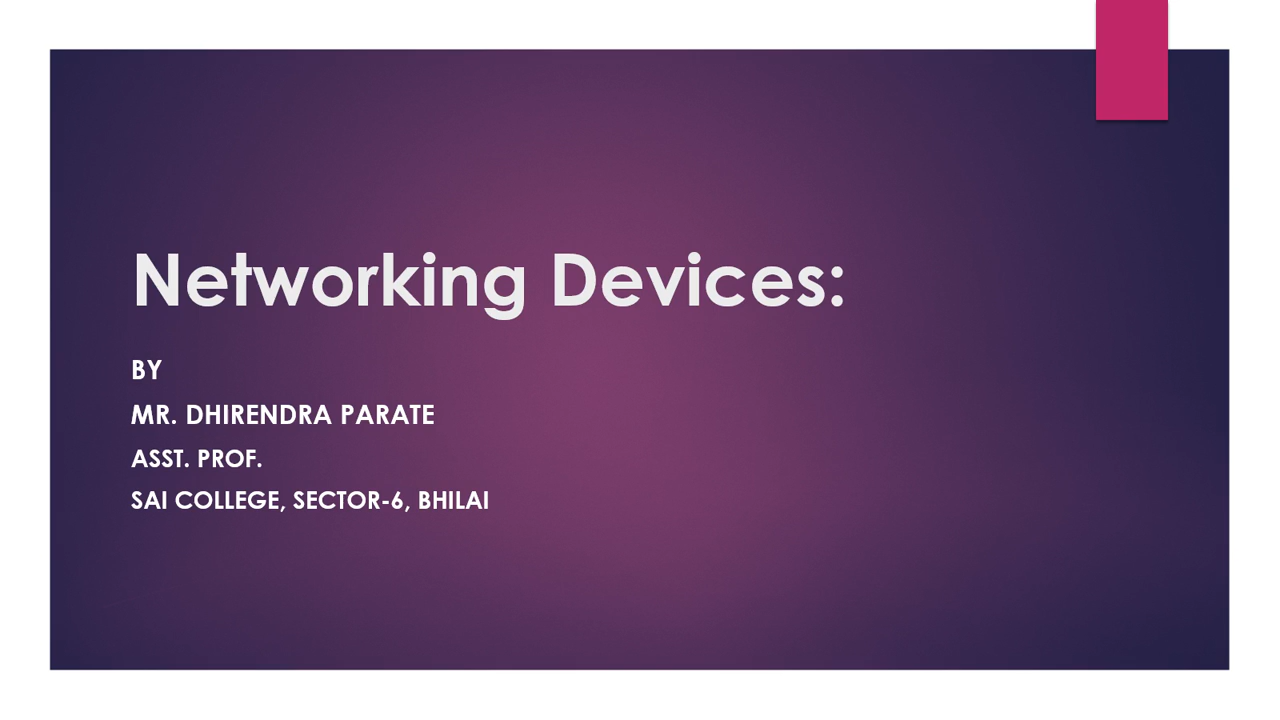 Networking Devices:
BY
MR. DHIRENDRA PARATE
ASST. PROF.
SAI COLLEGE, SECTOR-6, BHILAI